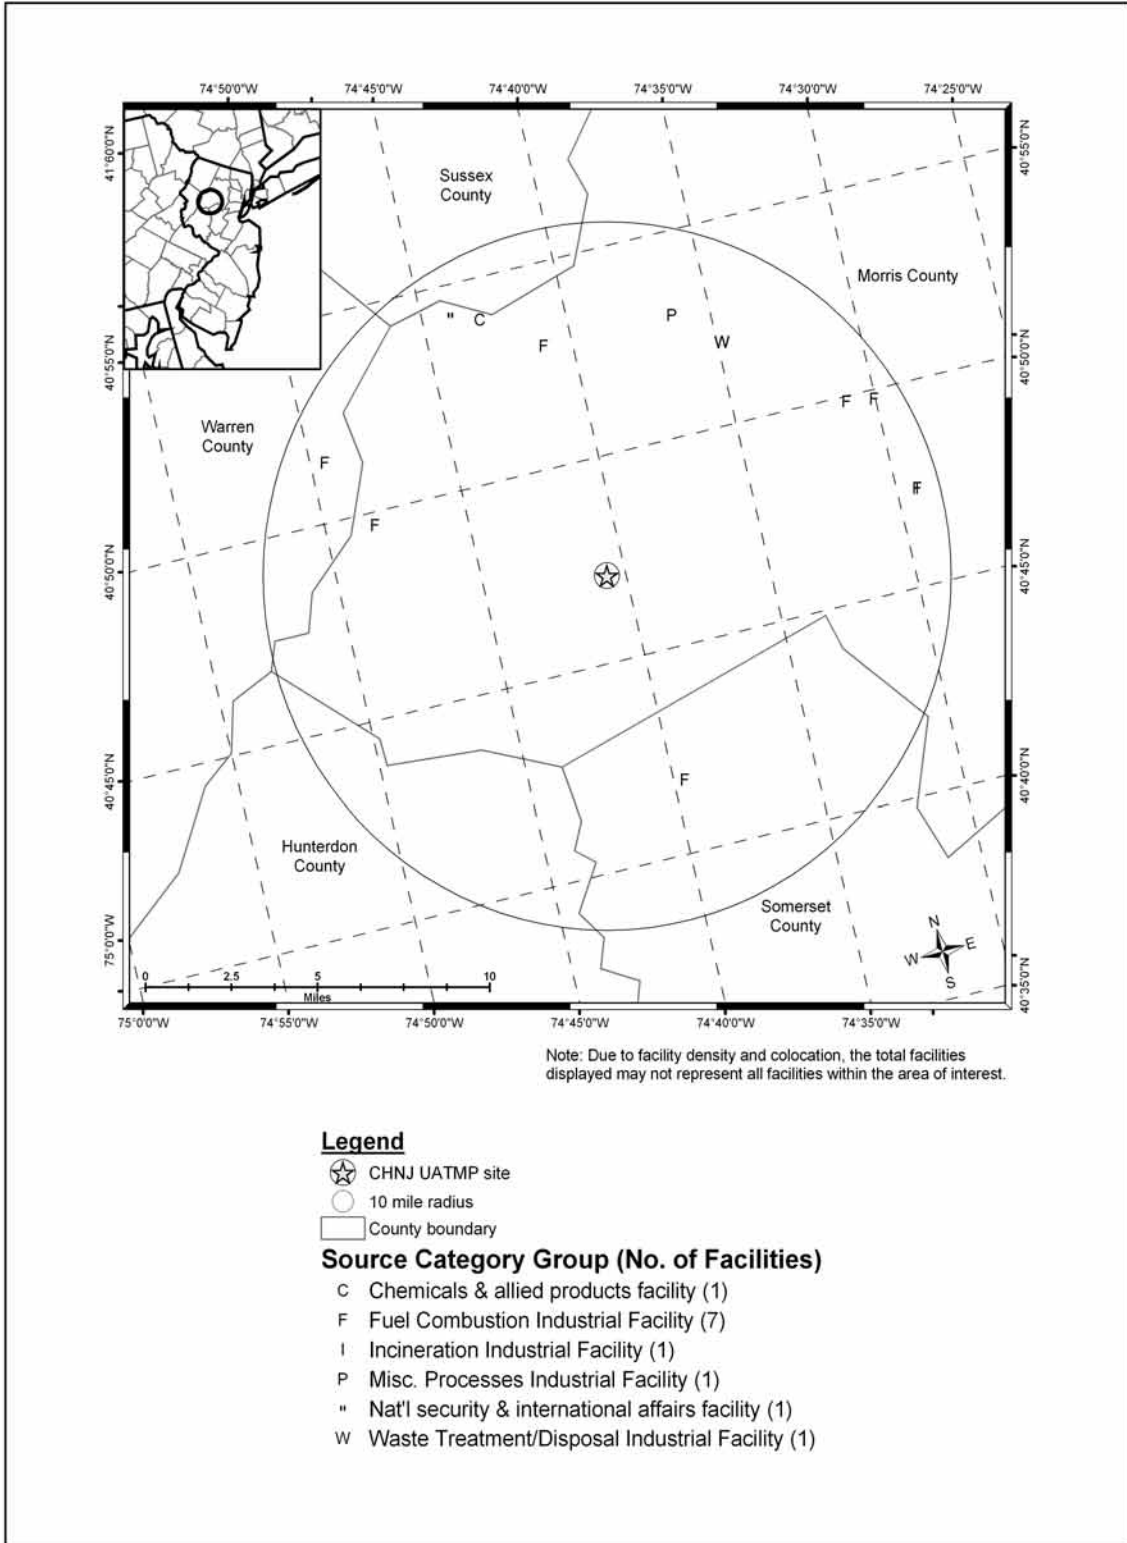 74°50'0"W 74°45'0"W 74°40'0"W 74°35'0"W 74°30'0"W 74°25'0"W
41°60'0"N
40°55'0"N
Sussex
County
Morris County
" C
P
F
W
40°55'0"N
40°50'0"N
F F
Warren
County
F
F
I
F
40°50'0"N
40°45'0"N
F
40°45'0"N
40°40'0"N
Hunterdon
County
Somerset
County
N
W E
S
75°0'0"W
40°35'0"N
0 2.5 5 10
Miles
75°0'0"W 74°55'0"W 74°50'0"W 74°45'0"W 74°40'0"W 74°35'0"W
Note: Due to facility density and colocation, the total facilities
displayed may not represent all facilities within the area of interest.
Legend
CHNJ UATMP site
10 mile radius
County boundary
Source Category Group (No. of Facilities)
C Chemicals & allied products facility (1)
F Fuel Combustion Industrial Facility (7)
I Incineration Industrial Facility (1)
P Misc. Processes Industrial Facility (1)
" Nat'l security & international affairs facility (1)
W Waste Treatment/Disposal Industrial Facility (1)